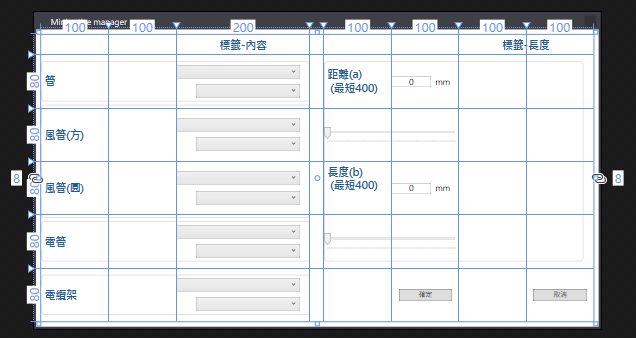 manager
100 100 200 100 100 100 100
標籤-內容 標籤-長度
80 管 距離(a)
(最短400) 0 mm
80 風管(方)
8 80 風管(圓) 長度(b) 8
(最短400) 0 mm
80 電管
80 電纜架 確定 取消